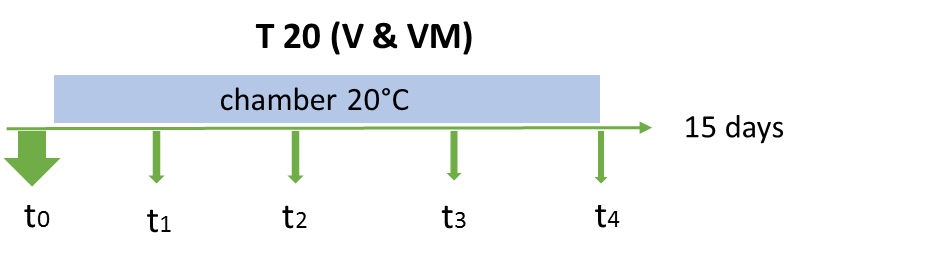 T 20 (V & VM)
chamber 20°C
15 days
t0 t1 t2 t3 t4